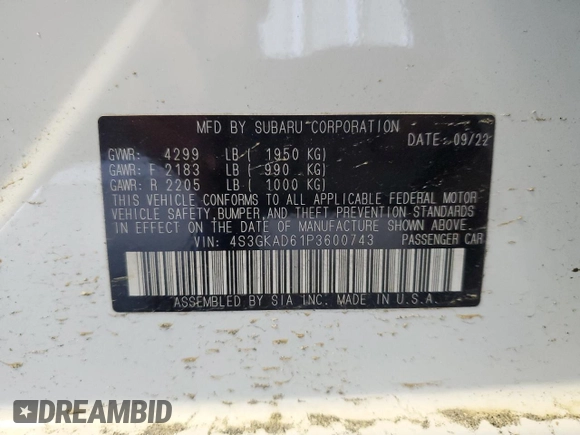 MFD BY SUBARU CORPORATION
DATE: 09/22
GVWR: 4299 LB ( 1950 KG)
GAWR: F 2183 LB ( 990 KG)
GAWR: R 2205 LB ( 1000 KG)
THIS VEHICLE CONFORMS TO ALL APPLICABLE FEDERAL MOTOR
VEHICLE SAFETY, BUMPER, AND THEFT PREVENTION STANDARDS
IN EFFECT ON THE DATE OF MANUFACTURE SHOWN ABOVE.
VIN: 4S3GKAD61P3600743 PASSENGER CAR
ASSEMBLED BY SIA INC. MADE IN U.S.A.
DREAMBID